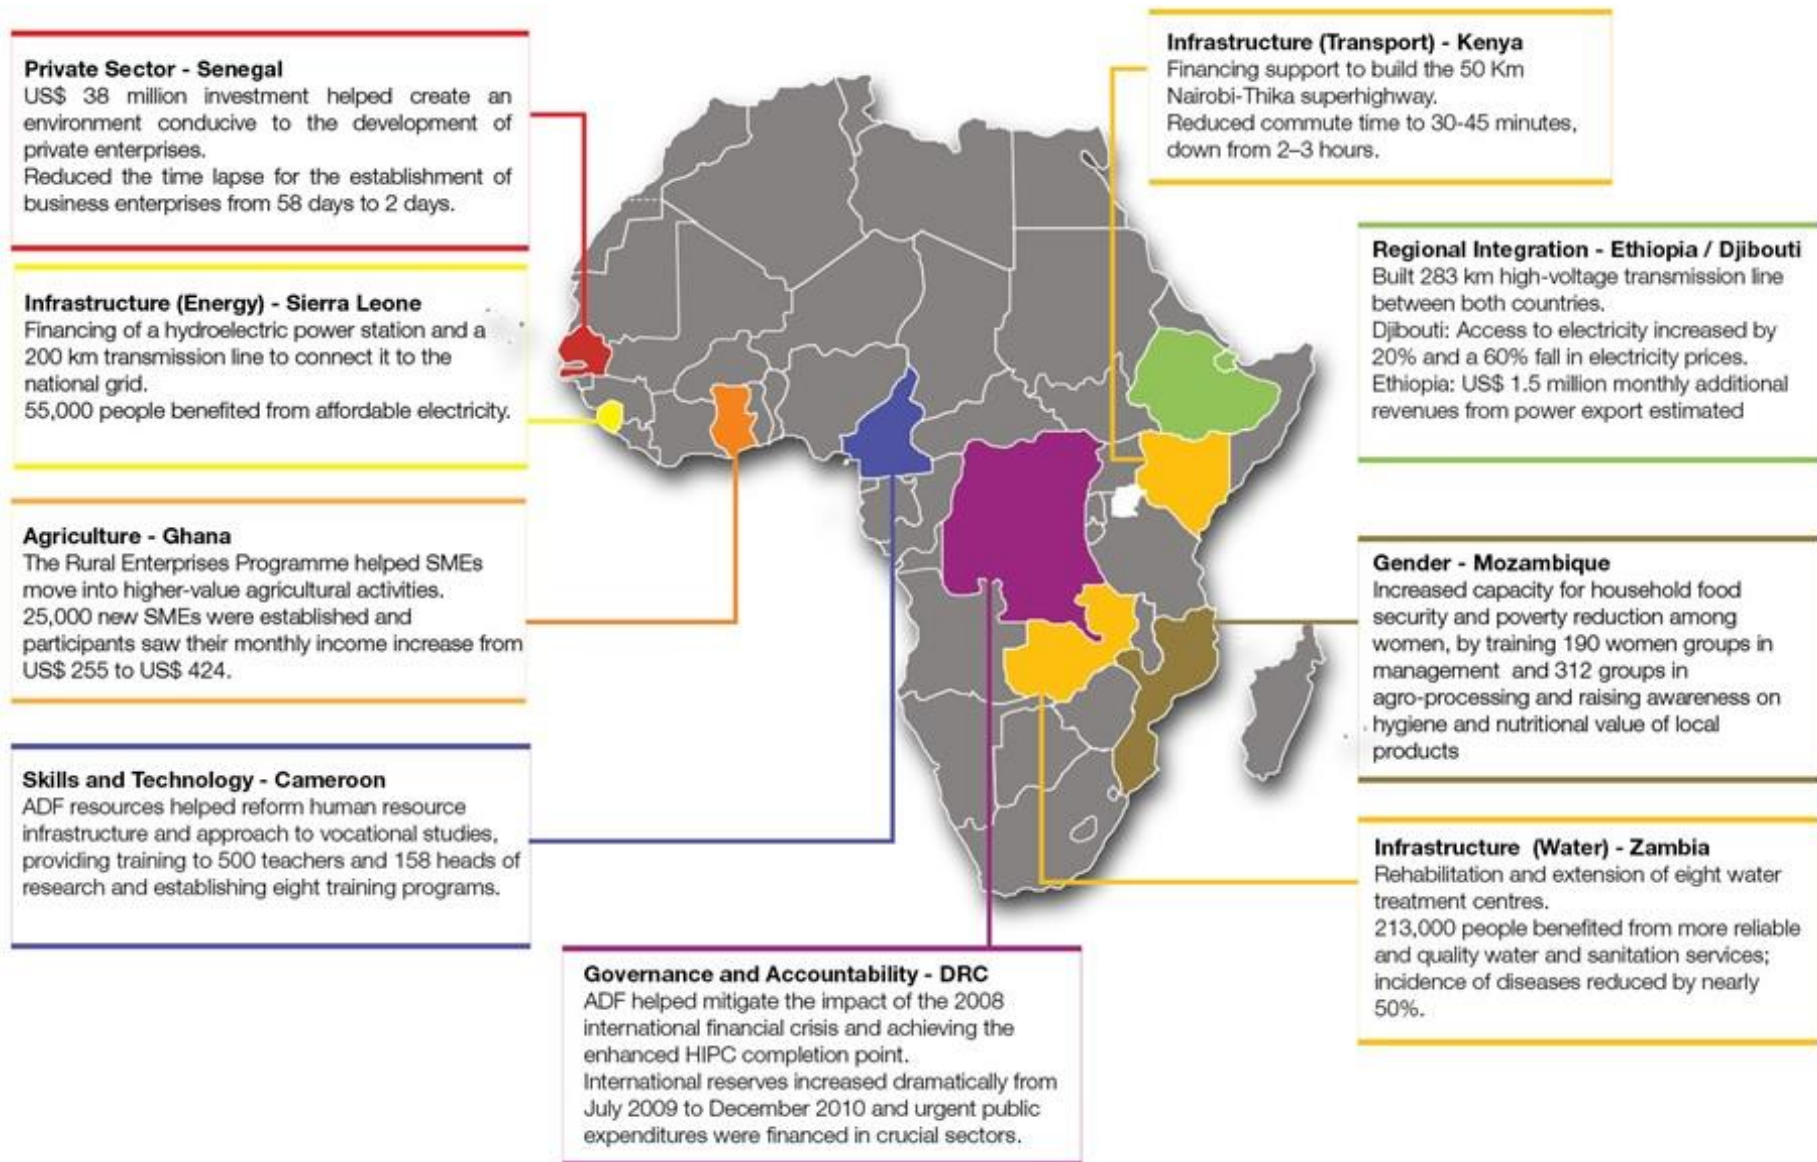 Private Sector - Senegal
US$ 38 million investment helped create an
environment conducive to the development of
private enterprises.
Reduced the time lapse for the establishment of
business enterprises from 58 days to 2 days.
Infrastructure (Energy) - Sierra Leone
Financing of a hydroelectric power station and a
200 km transmission line to connect it to the
national grid.
55,000 people benefited from affordable electricity.
Agriculture - Ghana
The Rural Enterprises Programme helped SMEs
move into higher-value agricultural activities.
25,000 new SMEs were established and
participants saw their monthly income increase from
US$ 255 to US$ 424.
Skills and Technology - Cameroon
ADF resources helped reform human resource
infrastructure and approach to vocational studies,
providing training to 500 teachers and 158 heads of
research and establishing eight training programs.
Governance and Accountability - DRC
ADF helped mitigate the impact of the 2008
international financial crisis and achieving the
enhanced HIPC completion point.
International reserves increased dramatically from
July 2009 to December 2010 and urgent public
expenditures were financed in crucial sectors.
Infrastructure (Transport) - Kenya
Financing support to build the 50 Km
Nairobi-Thika superhighway.
Reduced commute time to 30-45 minutes,
down from 2–3 hours.
Regional Integration - Ethiopia / Djibouti
Built 283 km high-voltage transmission line
between both countries.
Djibouti: Access to electricity increased by
20% and a 60% fall in electricity prices.
Ethiopia: US$ 1.5 million monthly additional
revenues from power export estimated
Gender - Mozambique
Increased capacity for household food
security and poverty reduction among
women, by training 190 women groups in
management and 312 groups in
agro-processing and raising awareness on
hygiene and nutritional value of local
products
Infrastructure (Water) - Zambia
Rehabilitation and extension of eight water
treatment centres.
213,000 people benefited from more reliable
and quality water and sanitation services;
incidence of diseases reduced by nearly
50%.